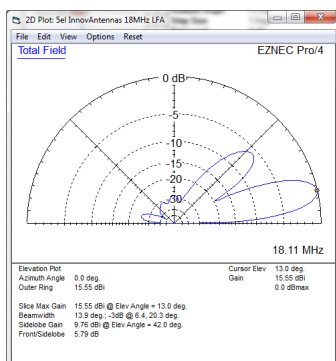 2D Plot: 5el InnovAntennas 18MHz LFA
File Edit View Options Reset
Total Field
EZNEC Pro/4
0 dB
-5
-10
-15
-20
-30
18.11 MHz
Elevation Plot
Azimuth Angle 0.0 deg.
Outer Ring 15.55 dBi
Cursor Elev 13.0 deg.
Gain 15.55 dBi
0.0 dBmax
Slice Max Gain 15.55 dBi @ Elev Angle = 13.0 deg.
Beamwidth 13.9 deg.; -3dB @ 6.4, 20.3 deg.
Sidelobe Gain 9.76 dBi @ Elev Angle = 42.0 deg.
Front/Sidelobe 5.79 dB